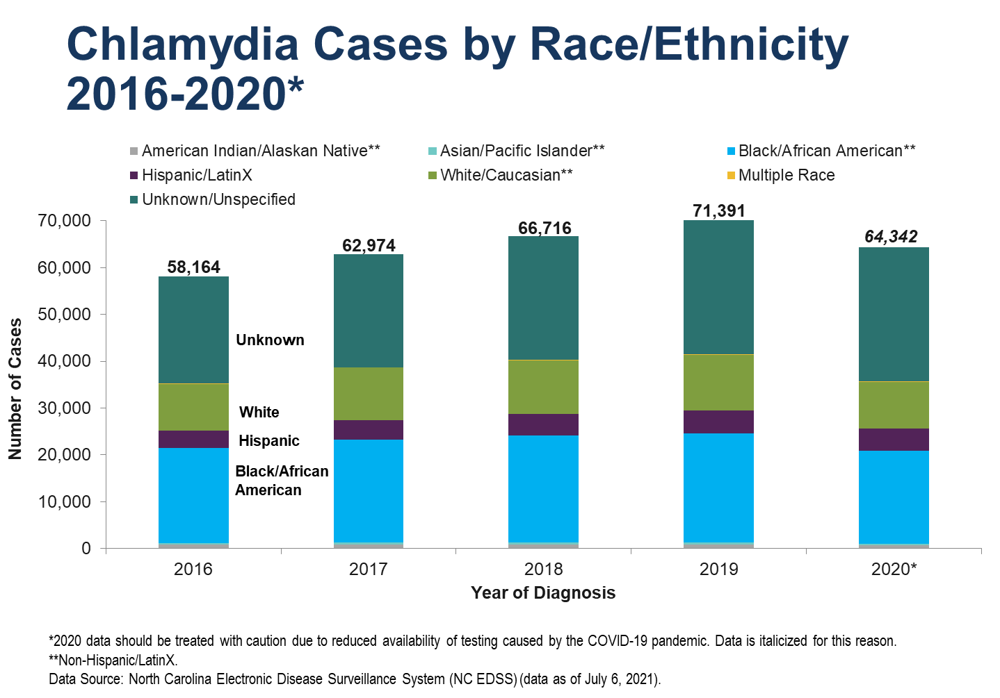 Chlamydia Cases by Race/Ethnicity
2016-2020*
American Indian/Alaskan Native**
Asian/Pacific Islander**
Black/African American**
Hispanic/LatinX
White/Caucasian**
Multiple Race
Unknown/Unspecified
70,000
60,000
50,000
40,000
30,000
20,000
10,000
0
Number of Cases
58,164
62,974
66,716
71,391
64,342
Unknown
White
Hispanic
Black/African
American
2016
2017
2018
2019
2020*
Year of Diagnosis
*2020 data should be treated with caution due to reduced availability of testing caused by the COVID-19 pandemic. Data is italicized for this reason.
**Non-Hispanic/LatinX.
Data Source: North Carolina Electronic Disease Surveillance System (NC EDSS) (data as of July 6, 2021).